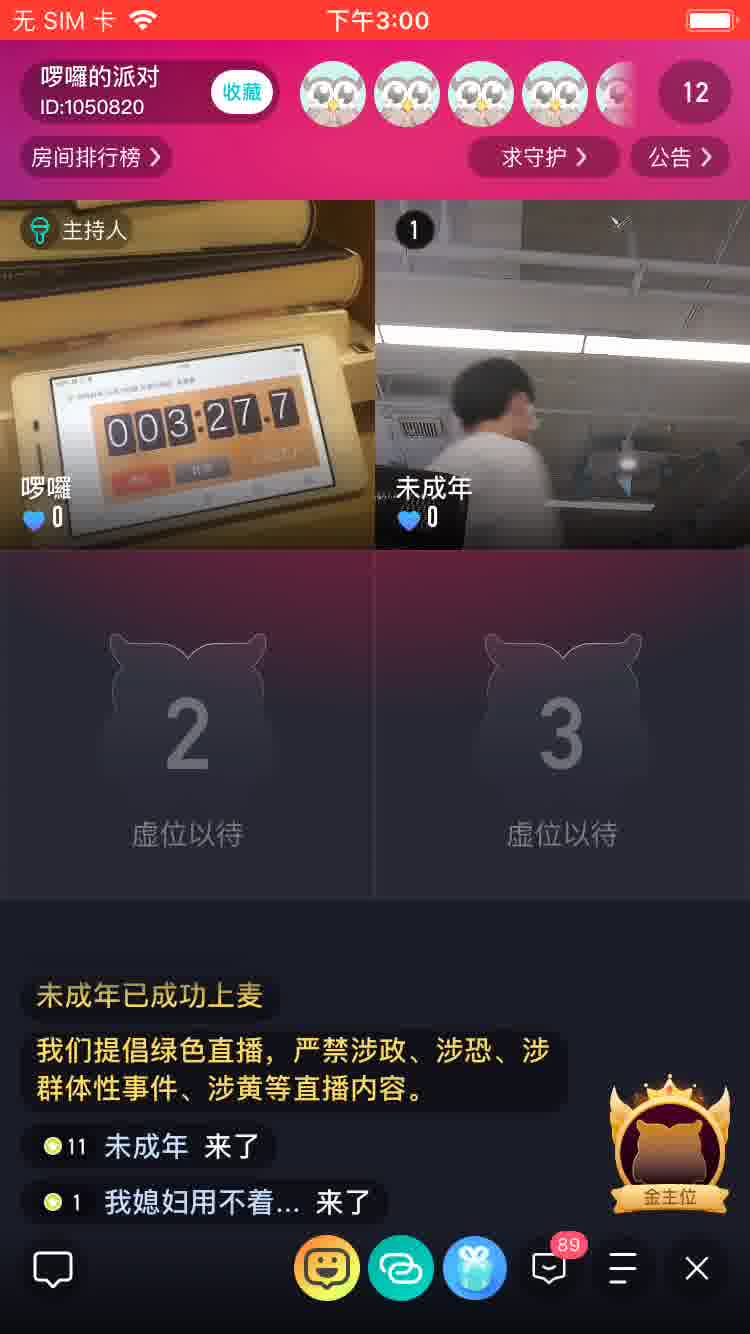 无 SIM 卡
下午3:00
啰囉的派对
ID:1050820
收藏
12
房间排行榜
求守护
公告
主持人
1
003:27.7
啰囉
0
未成年
0
2
虚位以待
3
虚位以待
未成年已成功上麦
我们提倡绿色直播，严禁涉政、涉恐、涉
群体性事件、涉黄等直播内容。
11 未成年 来了
1 我媳妇用不着... 来了
金主位
89